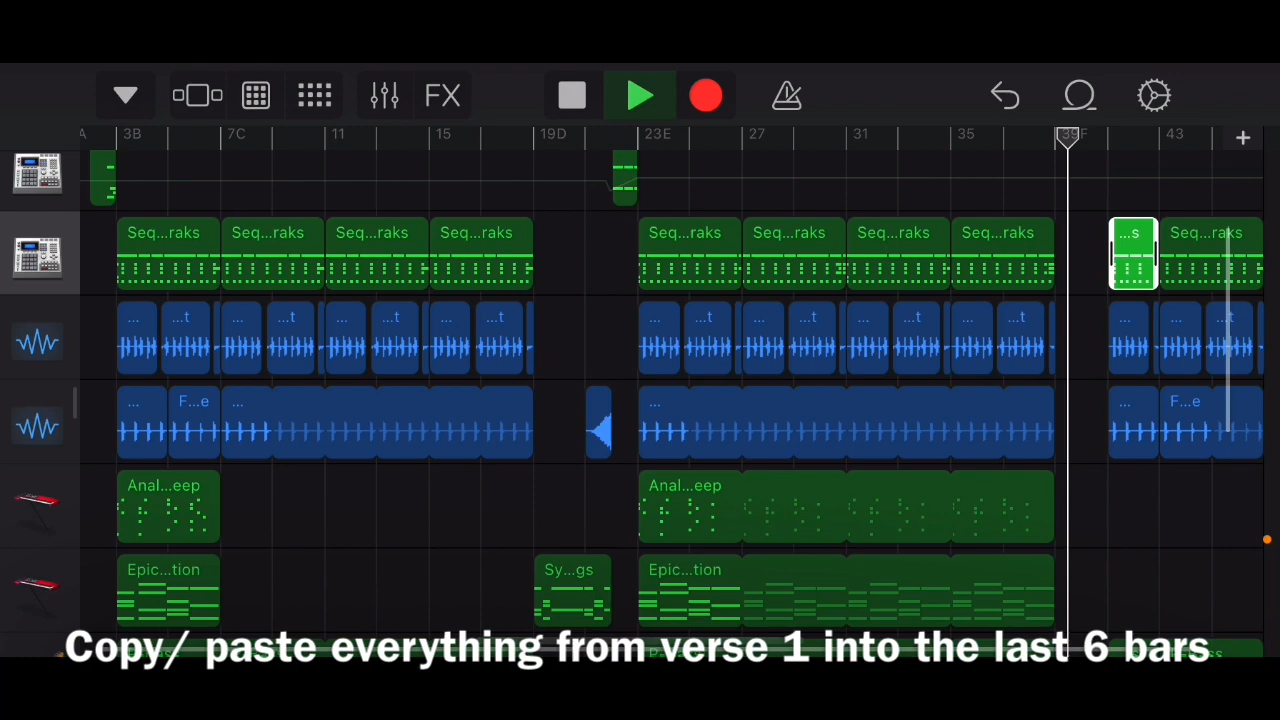 FX
A 3B 7C 11 15 19D 23E 27 31 35 39F 43 +
Seq...raks Seq...raks Seq...raks Seq...raks Seq...raks Seq...raks Seq...raks Seq...raks ...s Seq...raks
... ...t ... ...t ... ...t ... ...t ... ...t ... ...t ... ...t ... ...t ... ... ...t
... F...e ... ... ... F...e
Anal...eep Anal...eep
Epic...tion Sy...gs Epic...tion
Copy/ paste everything from verse 1 into the last 6 bars